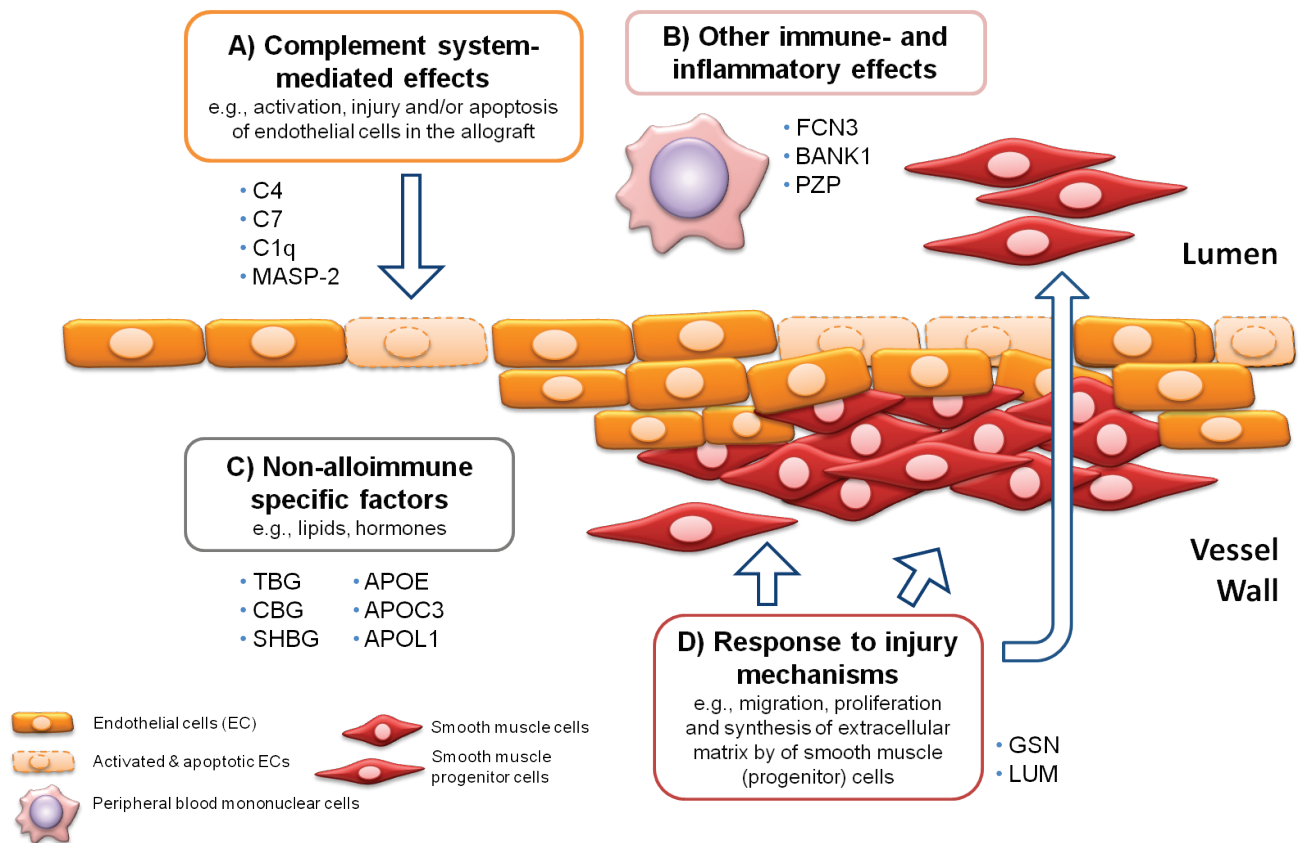 A) Complement system-
mediated effects
e.g., activation, injury and/or apoptosis
of endothelial cells in the allograft
• C4
• C7
• C1q
• MASP-2
B) Other immune- and
inflammatory effects
• FCN3
• BANK1
• PZP
Lumen
C) Non-alloimmune
specific factors
e.g., lipids, hormones
• TBG
• CBG
• SHBG
• APOE
• APOC3
• APOL1
Vessel
Wall
D) Response to injury
mechanisms
e.g., migration, proliferation
and synthesis of extracellular
matrix by of smooth muscle
(progenitor) cells
• GSN
• LUM
Endothelial cells (EC)
Activated & apoptotic ECs
Peripheral blood mononuclear cells
Smooth muscle cells
Smooth muscle
progenitor cells